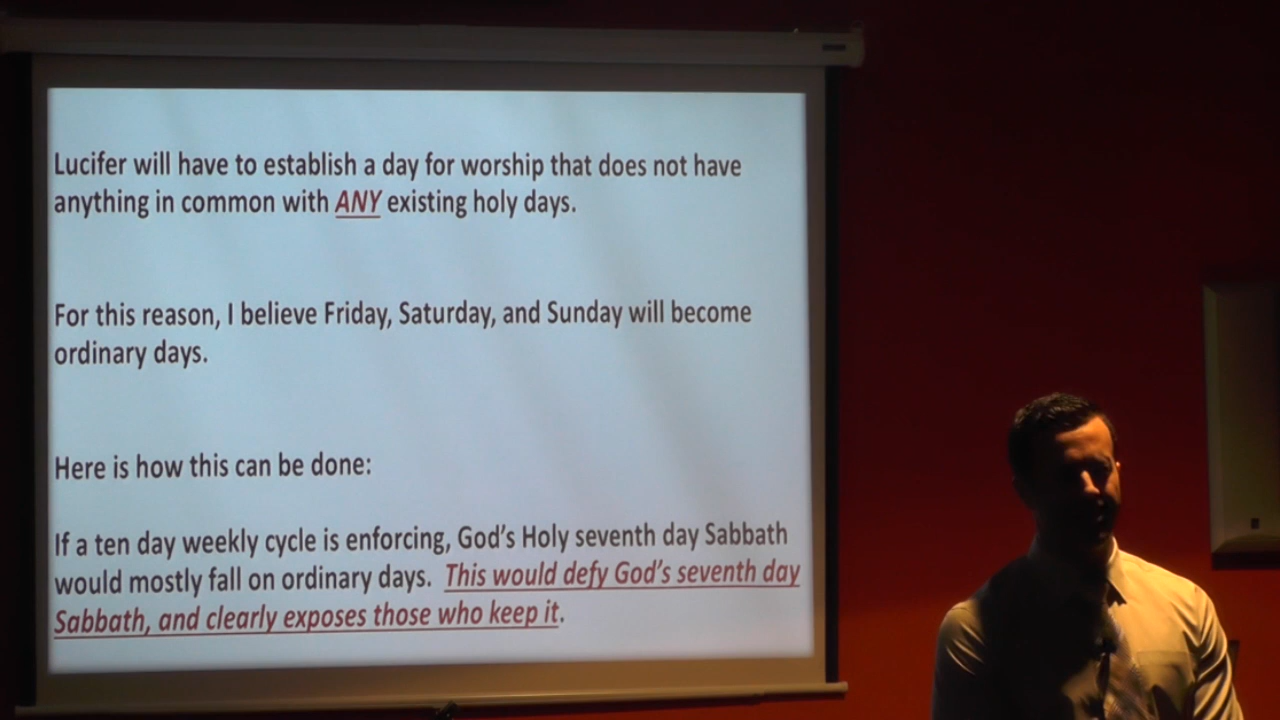 Lucifer will have to establish a day for worship that does not have
anything in common with ANY existing holy days.
For this reason, I believe Friday, Saturday, and Sunday will become
ordinary days.
Here is how this can be done:
If a ten day weekly cycle is enforcing, God's Holy seventh day Sabbath
would mostly fall on ordinary days. This would defy God's seventh day
Sabbath, and clearly exposes those who keep it.